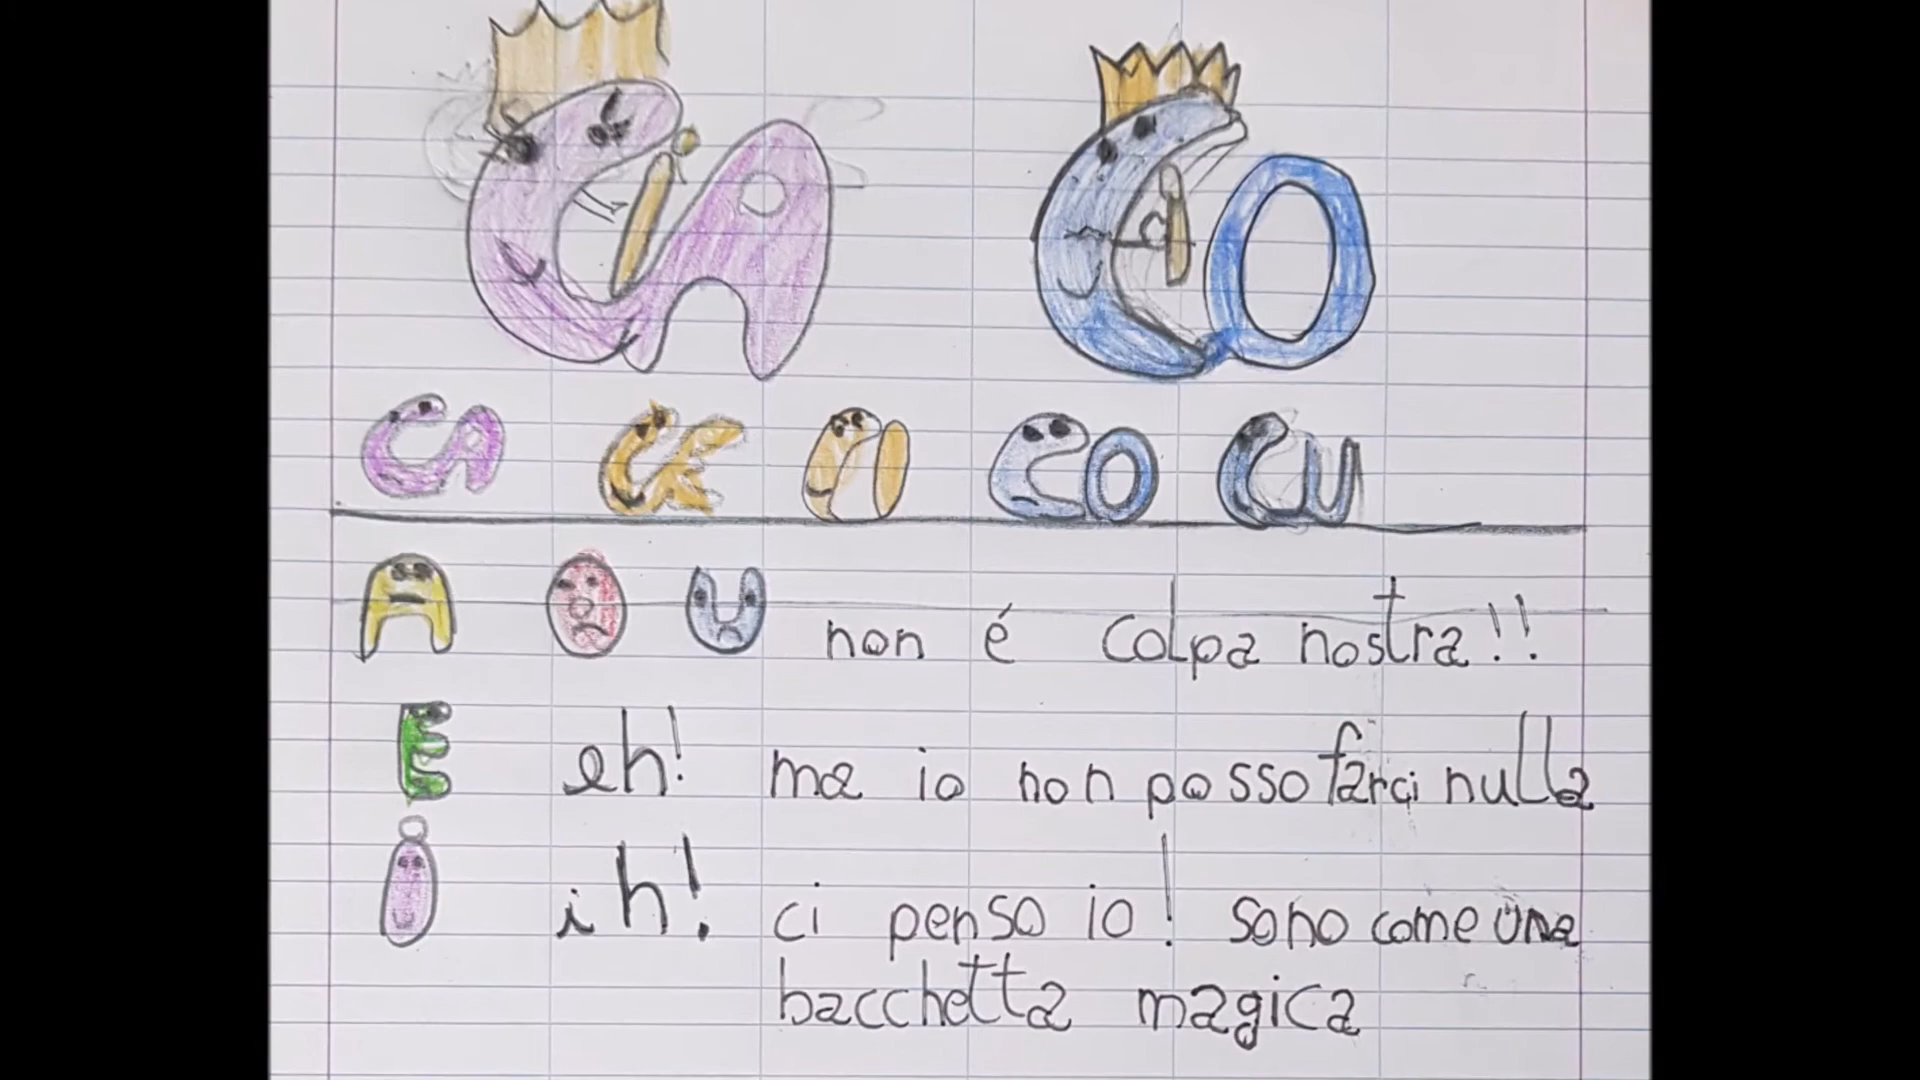 CA CO
CA CE CI CO CU
A O U non é colpa nostra!!
E eh! ma io non posso farci nulla
I ih! ci penso io! sono come una
bacchetta magica